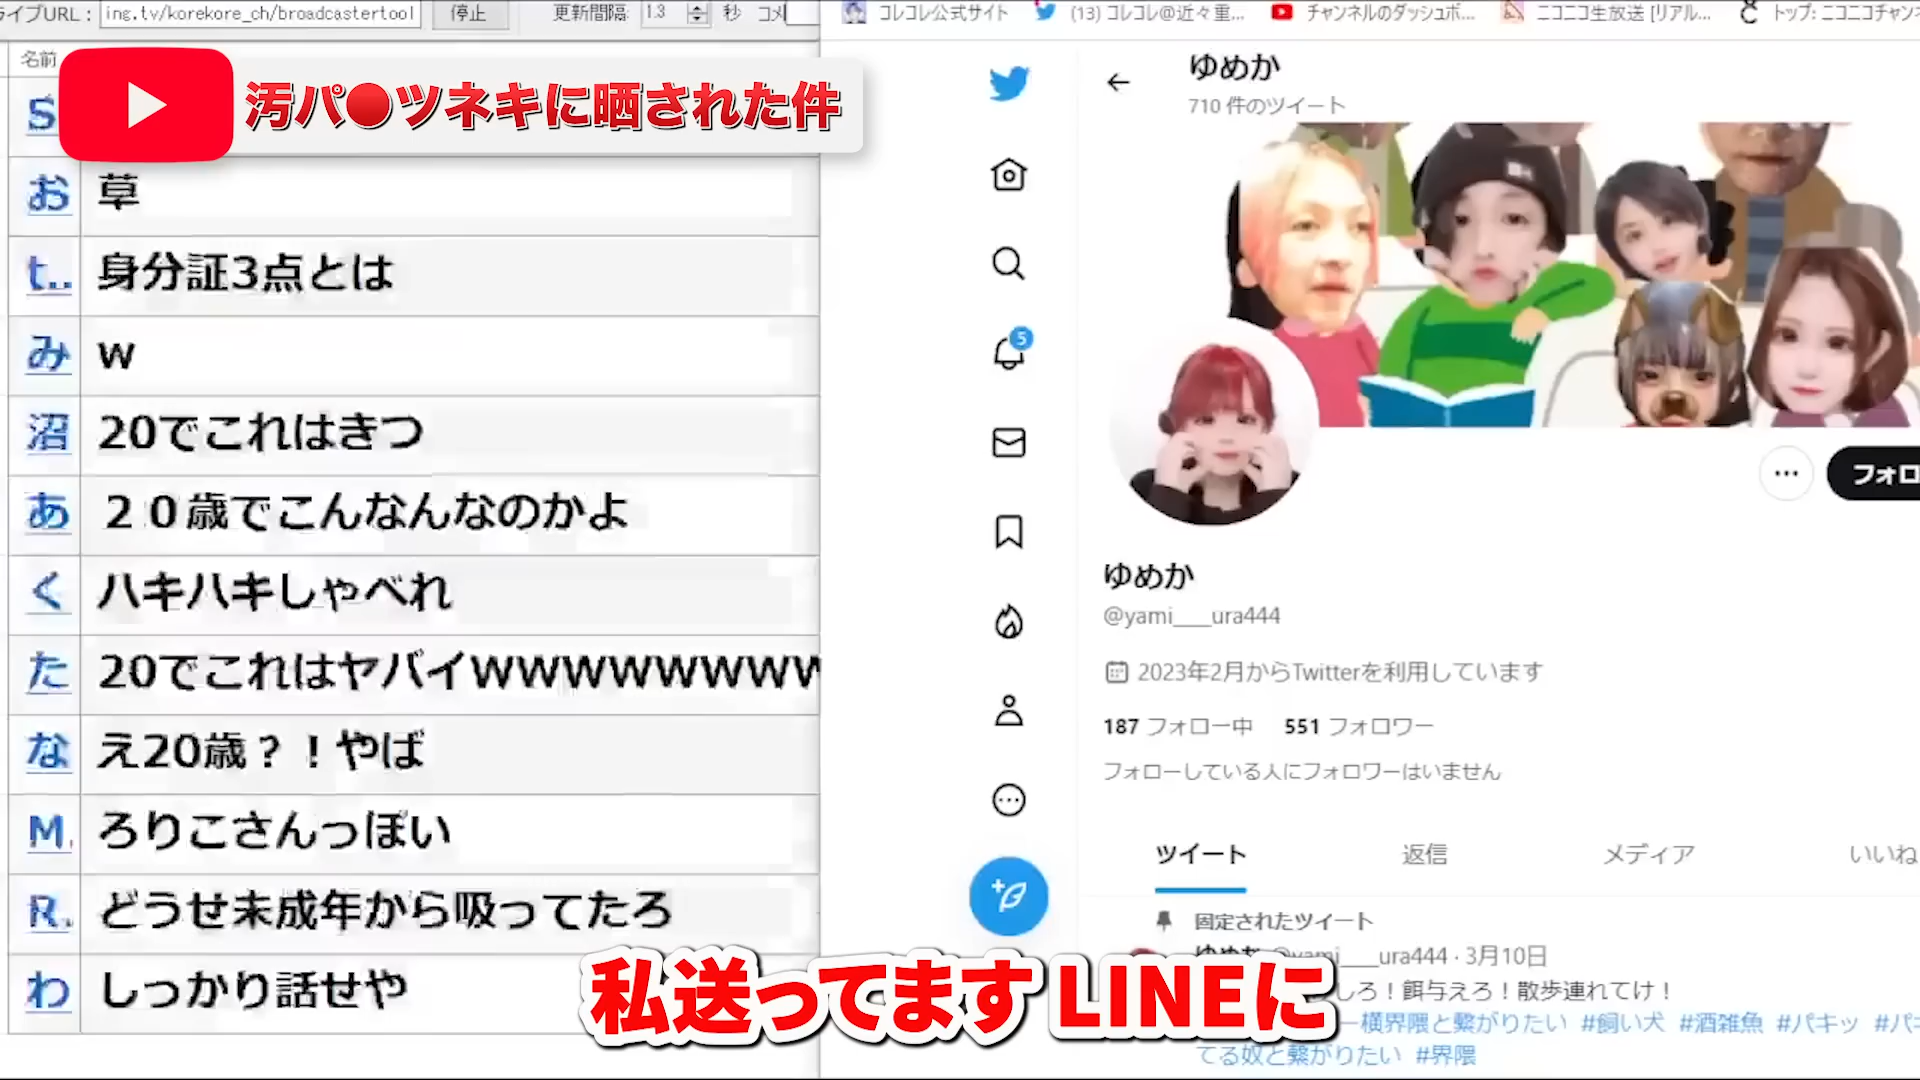 イブURL：
ing.tv/korekore_ch/broadcastertool
停止
更新間隔:
1.3
秒
コメ
コレコレ公式サイト
(13) コレコレ@近々重...
チャンネルのダッシュボ...
ニコニコ生放送 [リアル...
トップ: ニコニコチャン
名前
汚パ●ツネキに晒された件
S
お 草
t.. 身分証3点とは
み w
沼 20でこれはきつ
あ ２０歳でこんなんなのかよ
く ハキハキしゃべれ
た 20でこれはヤバイWWWWWWWW
な え20歳？！やば
M. ろりこさんっぽい
R. どうせ未成年から吸ってたろ
わ しっかり話せや
ゆめか
710 件のツイート
5
フォロ
ゆめか
@yami____ura444
2023年2月からTwitterを利用しています
187 フォロー中 551 フォロワー
フォローしている人にフォロワーはいません
ツイート 返信 メディア いいね
固定されたツイート
ura444 · 3月10日
しろ！餌与えろ！散歩連れてけ！
ー横界隈と繋がりたい #飼い犬 #酒雑魚 #パキッ
てる奴と繋がりたい #界隈
私送ってます LINEに